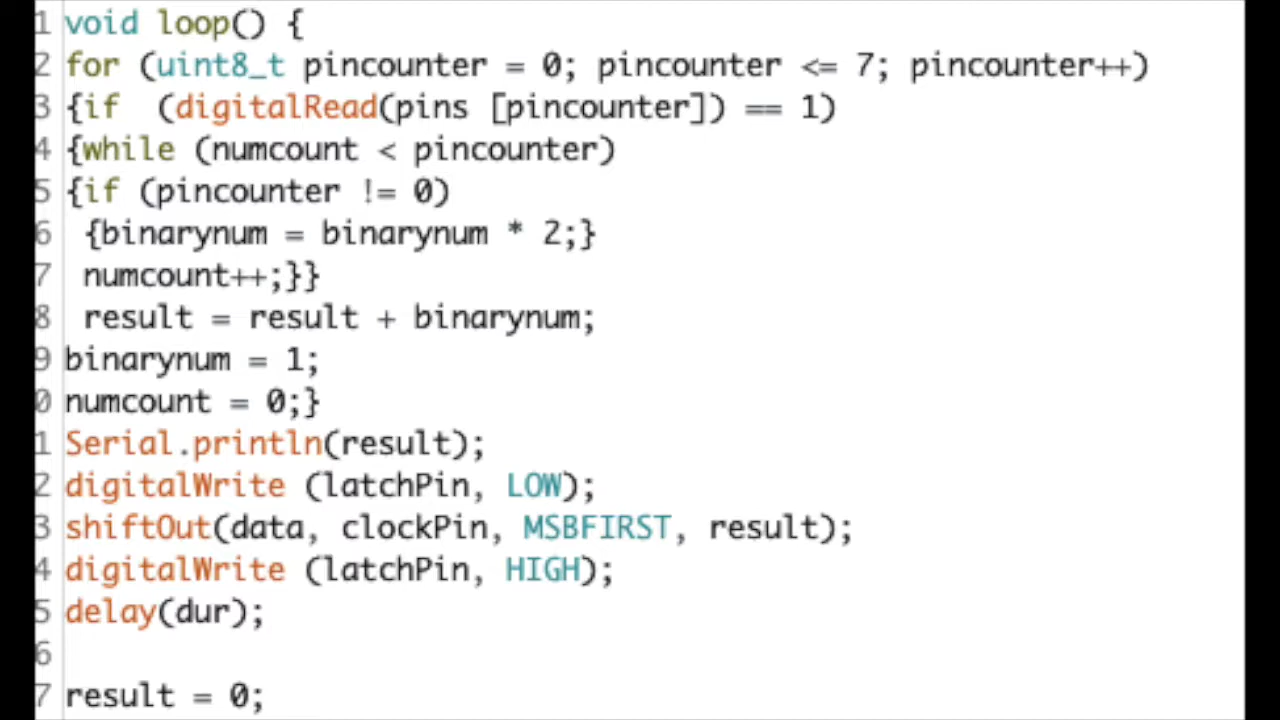 1 void loop() {
2 for (uint8_t pincounter = 0; pincounter <= 7; pincounter++)
3 {if  (digitalRead(pins [pincounter]) == 1)
4 {while (numcount < pincounter)
5 {if (pincounter != 0)
6  {binarynum = binarynum * 2;}
7  numcount++;}}
8  result = result + binarynum;
9 binarynum = 1;
0 numcount = 0;}
1 Serial.println(result);
2 digitalWrite (latchPin, LOW);
3 shiftOut(data, clockPin, MSBFIRST, result);
4 digitalWrite (latchPin, HIGH);
5 delay(dur);
6
7 result = 0;